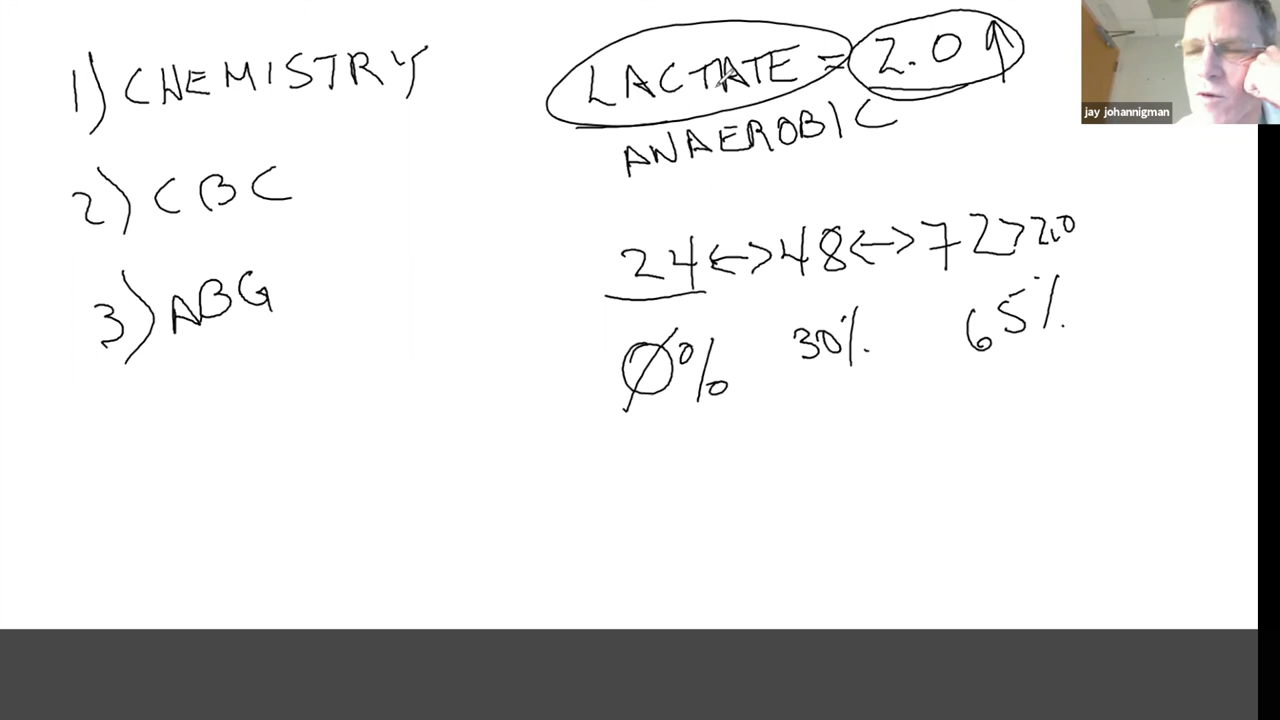 1) CHEMISTRY
2) CBC
3) ABG
LACTATE = 2.0 ↑
ANAEROBIC
24 <-> 48 <-> 72 > 2.0
0% 30% 65%
jay johannigman